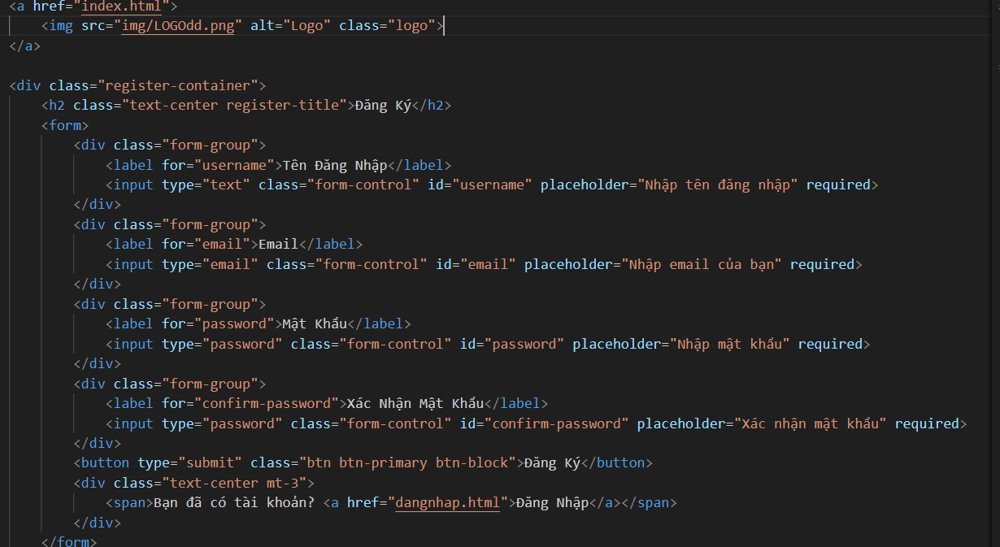 <a href="index.html">
<img src="img/LOGOdd.png" alt="Logo" class="logo">
</a>
<div class="register-container">
<h2 class="text-center register-title">Đăng Ký</h2>
<form>
<div class="form-group">
<label for="username">Tên Đăng Nhập</label>
<input type="text" class="form-control" id="username" placeholder="Nhập tên đăng nhập" required>
</div>
<div class="form-group">
<label for="email">Email</label>
<input type="email" class="form-control" id="email" placeholder="Nhập email của bạn" required>
</div>
<div class="form-group">
<label for="password">Mật Khẩu</label>
<input type="password" class="form-control" id="password" placeholder="Nhập mật khẩu" required>
</div>
<div class="form-group">
<label for="confirm-password">Xác Nhận Mật Khẩu</label>
<input type="password" class="form-control" id="confirm-password" placeholder="Xác nhận mật khẩu" required>
</div>
<button type="submit" class="btn btn-primary btn-block">Đăng Ký</button>
<div class="text-center mt-3">
<span>Bạn đã có tài khoản? <a href="dangnhap.html">Đăng Nhập</a></span>
</div>
</form>